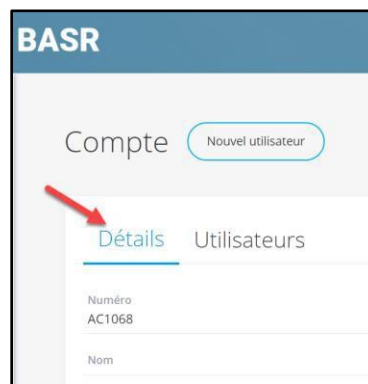 BASR
Compte Nouvel utilisateur
Détails Utilisateurs
Numéro
AC1068
Nom